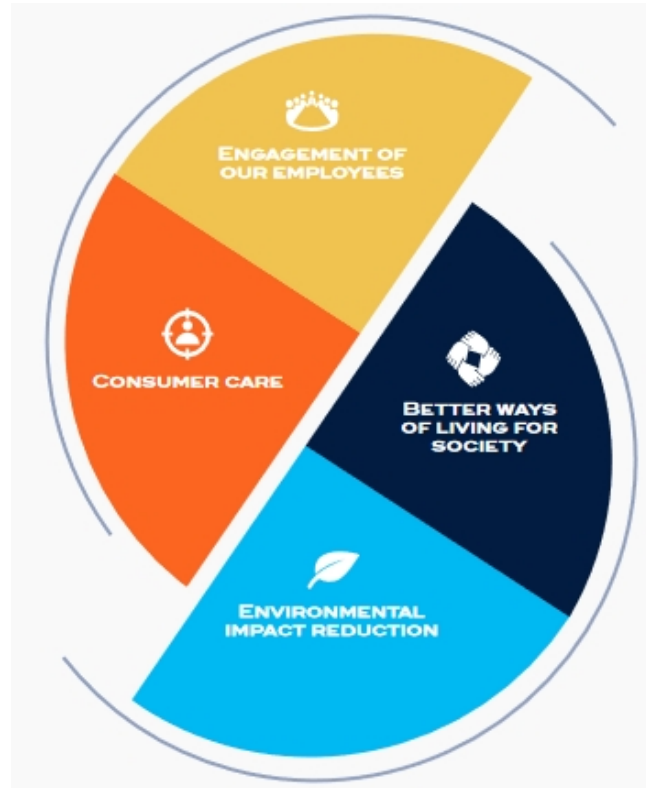 Engagement of
our employees
Consumer care
Better ways
of living for
society
Environmental
impact reduction